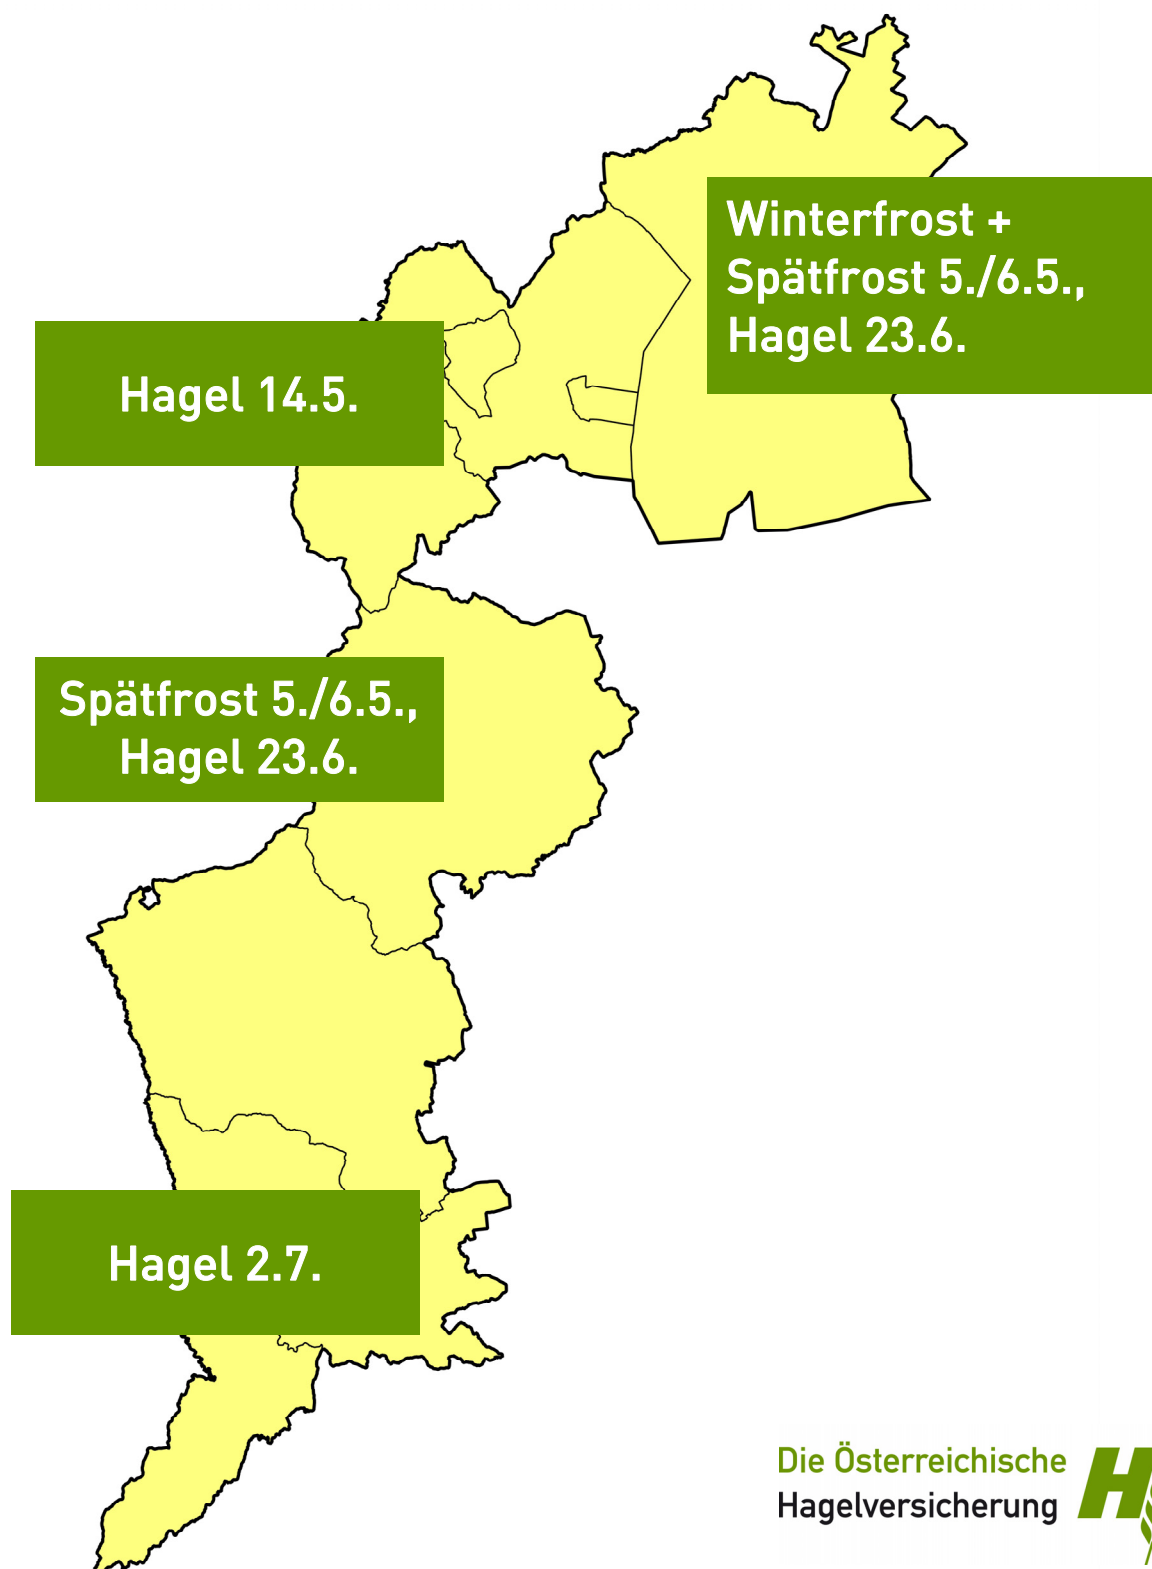 Winterfrost +
Spätfrost 5./6.5.,
Hagel 23.6.
Hagel 14.5.
Spätfrost 5./6.5.,
Hagel 23.6.
Hagel 2.7.
Die Österreichische
Hagelversicherung
H